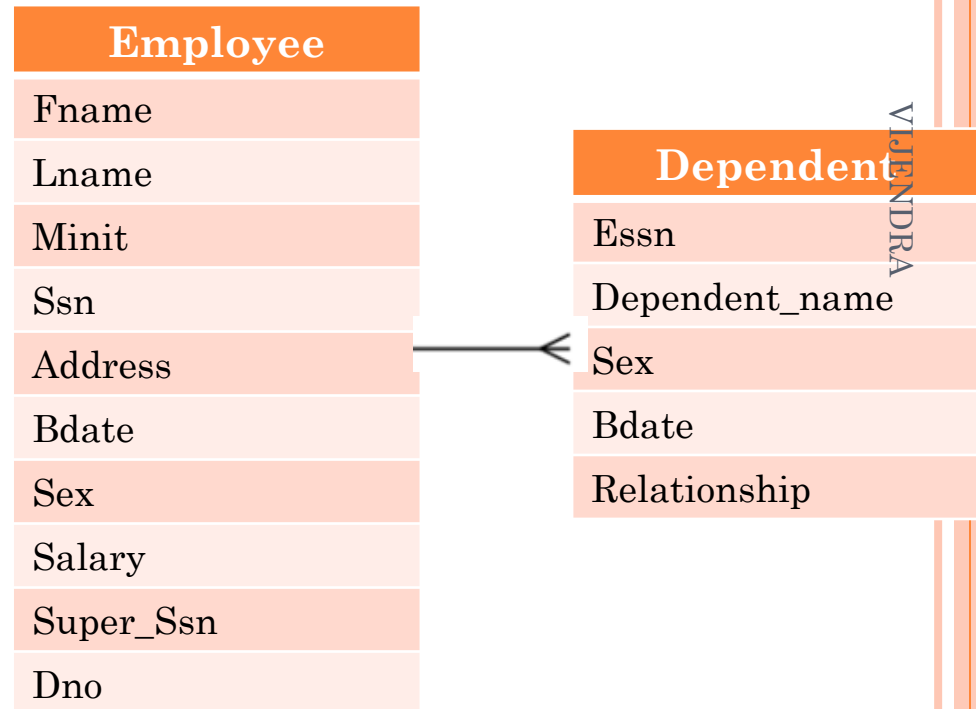 Employee
Fname
Lname
Minit
Ssn
Address
Bdate
Sex
Salary
Super_Ssn
Dno
Dependent
Essn
Dependent_name
Sex
Bdate
Relationship
VIJENDRA